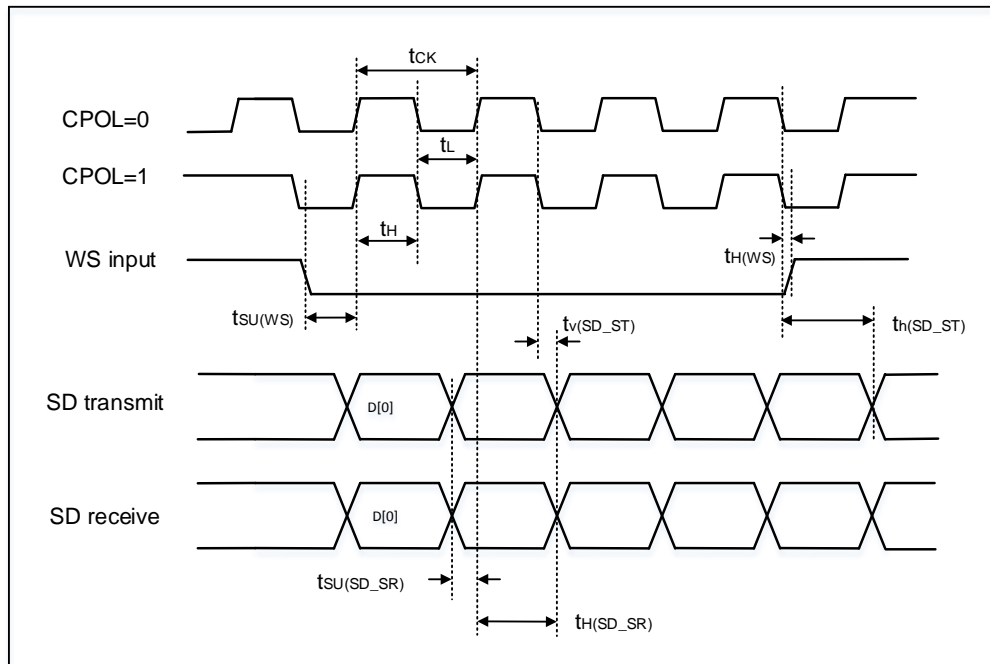 tCK
CPOL=0
tL
CPOL=1
tH
tH(WS)
WS input
tSU(WS)
tv(SD_ST)
th(SD_ST)
SD transmit
D[0]
SD receive
D[0]
tSU(SD_SR)
tH(SD_SR)